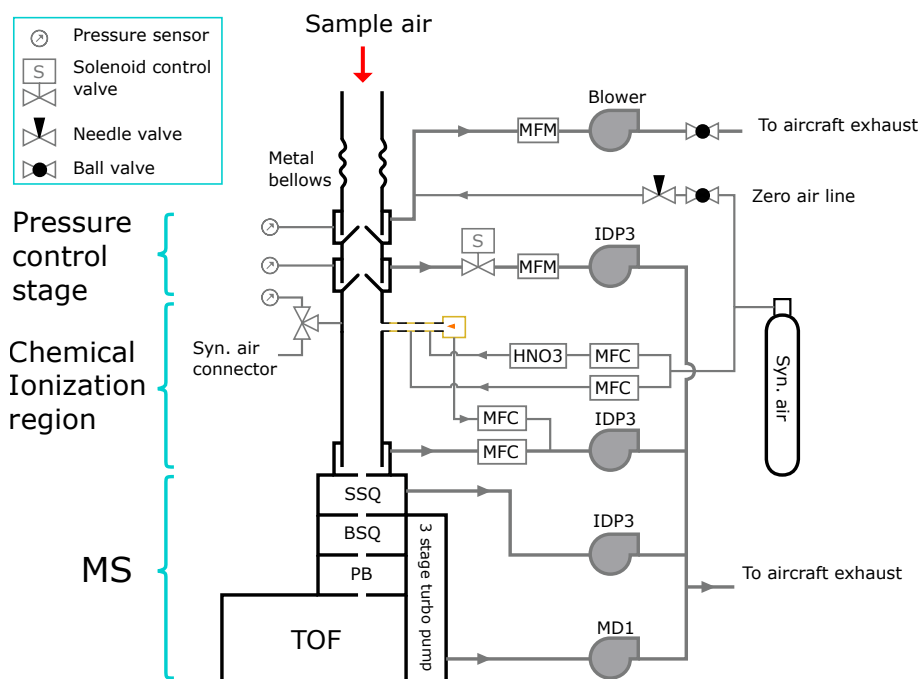 Sample air
Pressure sensor
S
Solenoid control
valve
Needle valve
Ball valve
Metal
bellows
Blower
MFM
To aircraft exhaust
Zero air line
Pressure
control
stage
S
MFM
IDP3
Chemical
Ionization
region
Syn. air
connector
HNO3
MFC
MFC
Syn. air
MFC
MFC
IDP3
MS
SSQ
BSQ
PB
TOF
3 stage turbo pump
IDP3
To aircraft exhaust
MD1